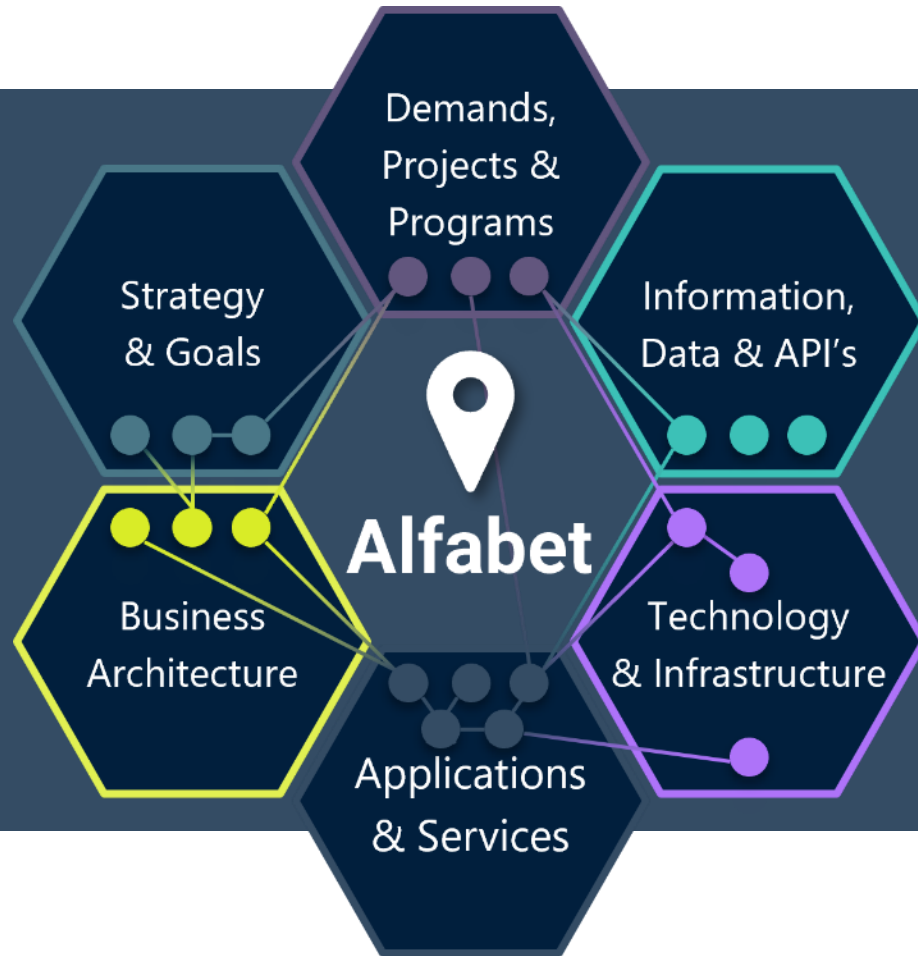 Demands,
Projects &
Programs
Strategy
& Goals
Information,
Data & API's
Alfabet
Business
Architecture
Technology
& Infrastructure
Applications
& Services